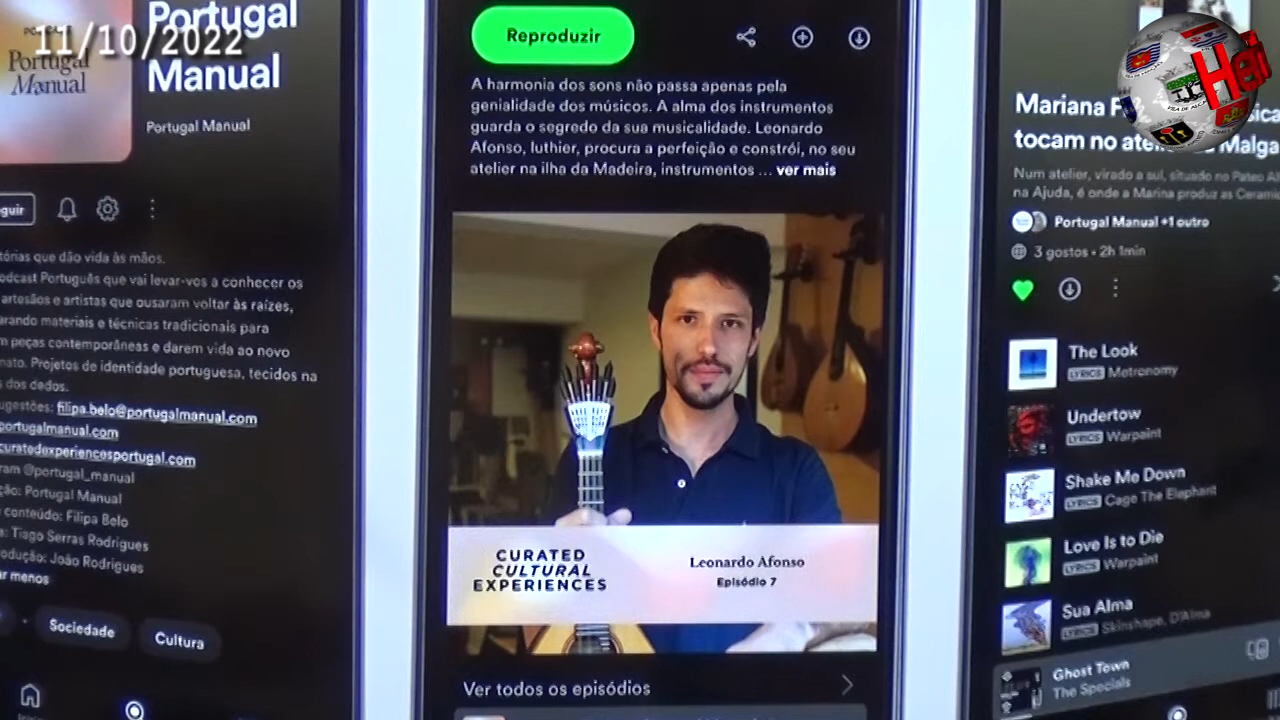 11/10/2022
PODCAST
Portugal
Manual
Portugal
Manual
Portugal Manual
dão vida às mãos.
Português que vai levar-vos a conhecer os
artesãos e artistas que ousaram voltar às raízes,
materiais e técnicas tradicionais para
peças contemporâneas e darem vida ao novo
Projetos de identidade portuguesa, tecidos na
dos dedos.
filipa.belo@portugalmanual.com
portugalmanual.com
curatedexperiencesportugal.com
@portugal_manual
Portugal Manual
conteúdo: Filipa Belo
Tiago Serras Rodrigues
João Rodrigues
menos
Sociedade
Cultura
Reproduzir
A harmonia dos sons não passa apenas pela
genialidade dos músicos. A alma dos instrumentos
guarda o segredo da sua musicalidade. Leonardo
Afonso, luthier, procura a perfeição e constrói, no seu
atelier na ilha da Madeira, instrumentos ... ver mais
CURATED
CULTURAL
EXPERIENCES
Leonardo Afonso
Episódio 7
Ver todos os episódios
Heri
Mariana
tocam no
Num atelier, virado a sul, situado no Pateo
na Ajuda, é onde a Marina produz as
Portugal Manual +1 outro
3 gostos • 2h 1min
The Look
LYRICS Metronomy
Undertow
LYRICS Warpaint
Shake Me Down
LYRICS Cage The Elephant
Love Is to Die
LYRICS Warpaint
Sua Alma
LYRICS Skinshape, D'Alma
Ghost Town
The Specials